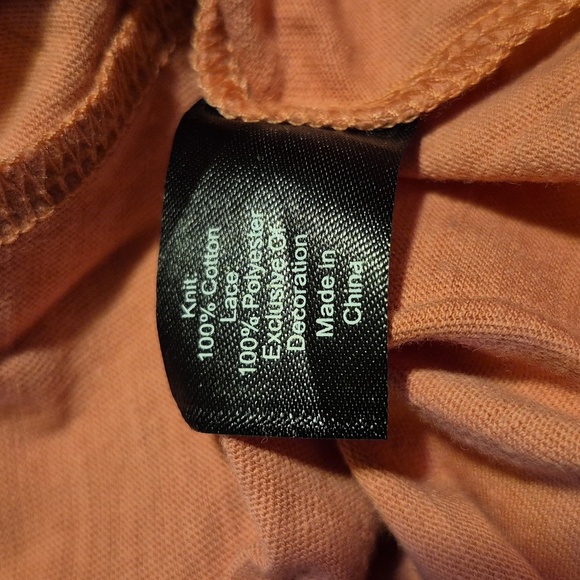 Knit
100% Cotton
Lace
100% Polyester
Exclusive Of
Decoration
Made in
China